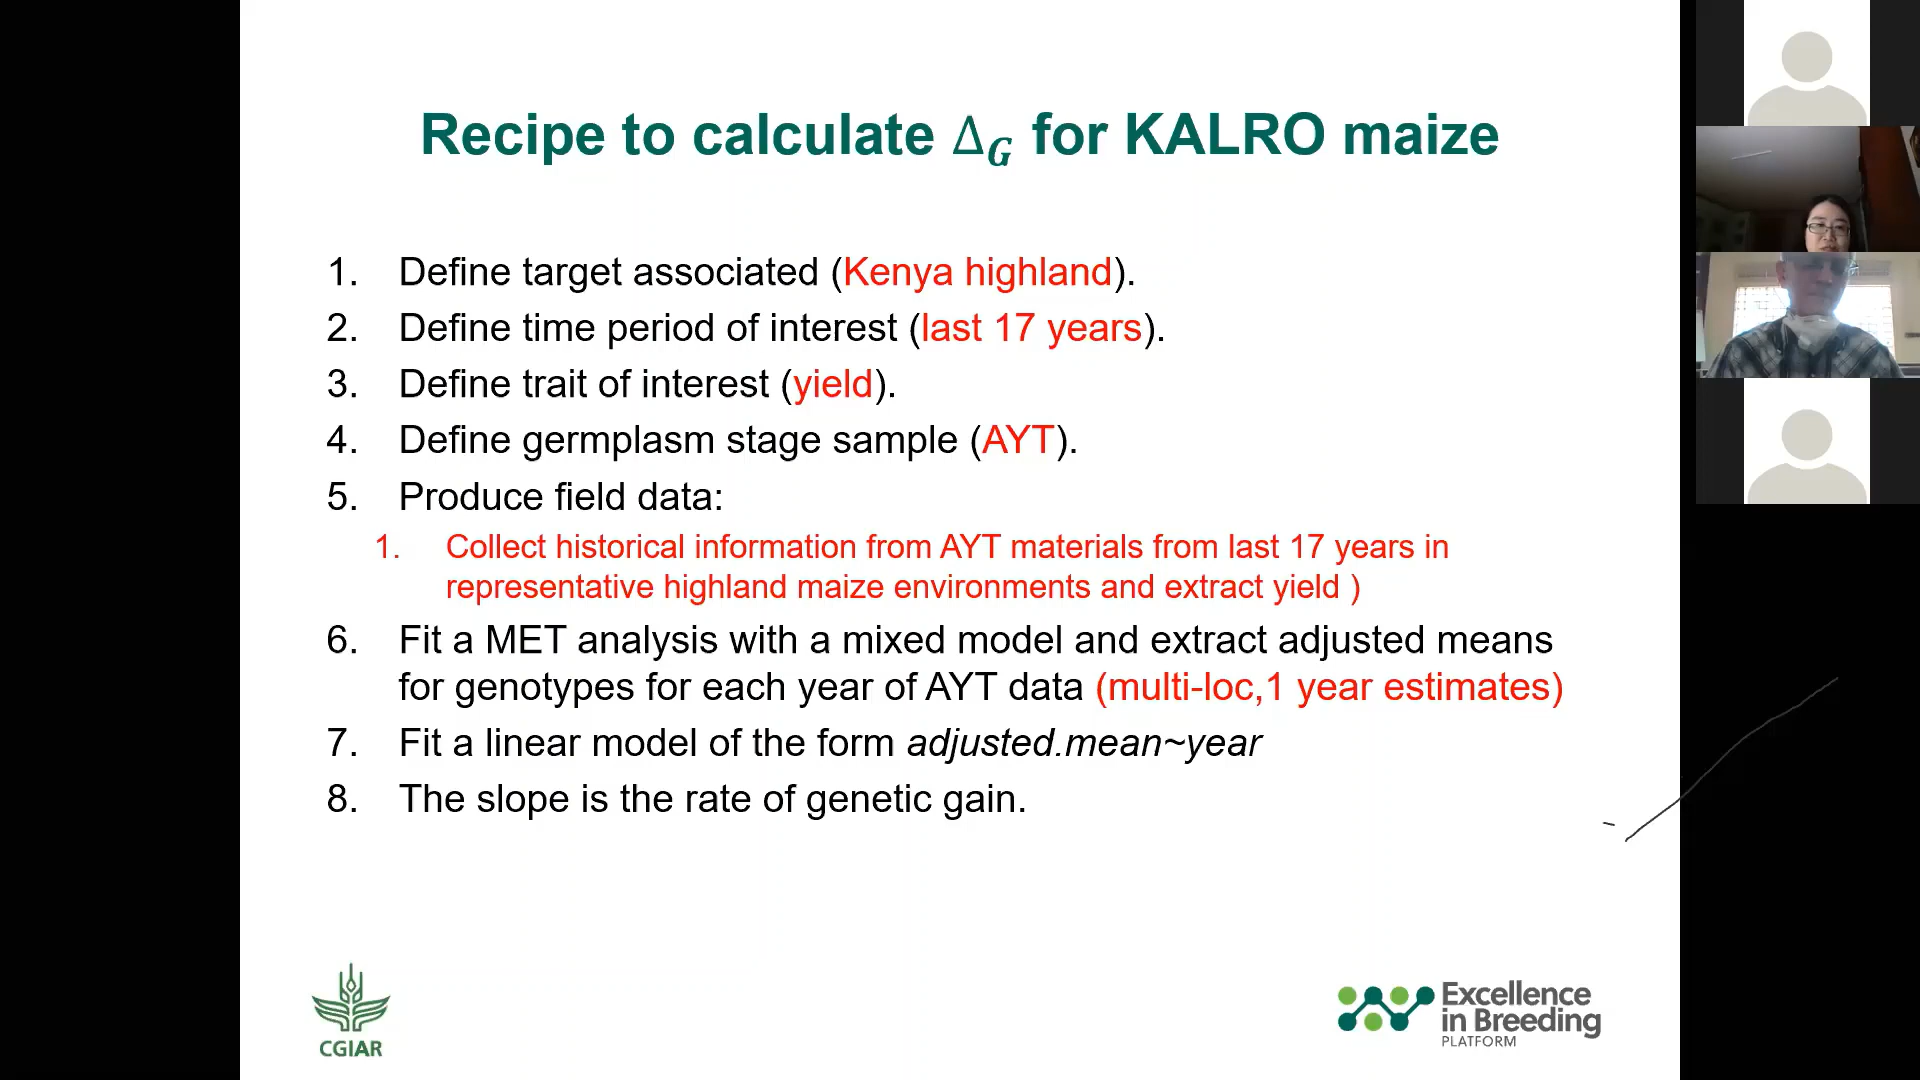 Recipe to calculate Δ_G for KALRO maize
1. Define target associated (Kenya highland).
2. Define time period of interest (last 17 years).
3. Define trait of interest (yield).
4. Define germplasm stage sample (AYT).
5. Produce field data:
1. Collect historical information from AYT materials from last 17 years in
representative highland maize environments and extract yield )
6. Fit a MET analysis with a mixed model and extract adjusted means
for genotypes for each year of AYT data (multi-loc,1 year estimates)
7. Fit a linear model of the form adjusted.mean~year
8. The slope is the rate of genetic gain.
CGIAR
Excellence
in Breeding
PLATFORM